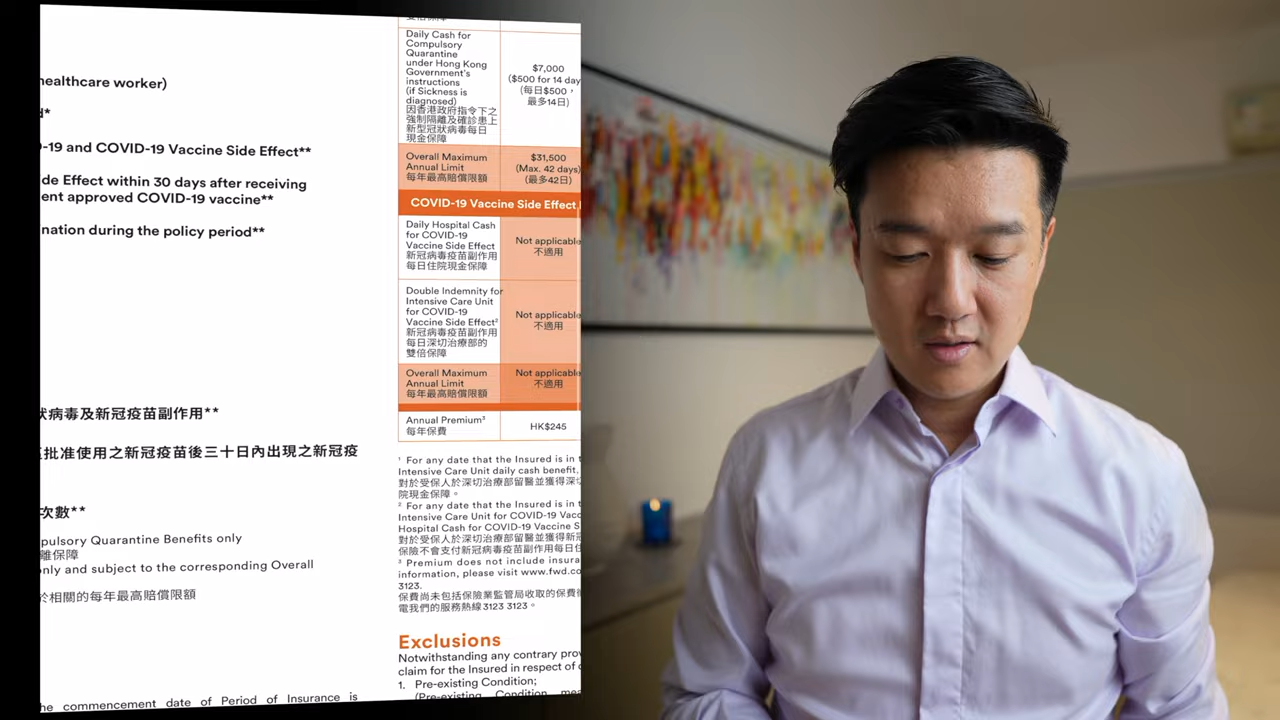 healthcare worker)
-19 and COVID-19 Vaccine Side Effect**
de Effect within 30 days after receiving
ent approved COVID-19 vaccine**
nation during the policy period**
狀病毒及新冠疫苗副作用**
批准使用之新冠疫苗後三十日內出現之新冠疫
次數**
pulsory Quarantine Benefits only
離保障
only and subject to the corresponding Overall
於相關的每年最高賠償限額
he commencement date of Period of Insurance is
Daily Cash for
Compulsory
Quarantine
under Hong Kong
Government's
instructions
(if Sickness is
diagnosed)
因香港政府指令下之
強制隔離及確診患上
新型冠狀病毒每日
現金保障
$7,000
($500 for 14 day
(每日$500，
最多14日)
Overall Maximum
Annual Limit
每年最高賠償限額
$31,500
(Max. 42 days)
(最多42日)
COVID-19 Vaccine Side Effect
Daily Hospital Cash
for COVID-19
Vaccine Side Effect
新冠病毒疫苗副作用
每日住院現金保障
Not applicable
不適用
Double Indemnity for
Intensive Care Unit
for COVID-19
Vaccine Side Effect²
新冠病毒疫苗副作用
每日深切治療部的
雙倍保障
Not applicable
不適用
Overall Maximum
Annual Limit
每年最高賠償限額
Not applicable
不適用
Annual Premium³
每年保費
HK$245
¹ For any date that the Insured is in t
Intensive Care Unit daily cash benefit,
對於受保人於深切治療部留醫並獲得深切
院現金保障。
² For any date that the Insured is in t
Intensive Care Unit for COVID-19 Vacc
Hospital Cash for COVID-19 Vaccine S
對於受保人於深切治療部留醫並獲得新冠
保險不會支付新冠病毒疫苗副作用每日住
³ Premium does not include insura
information, please visit www.fwd.co
3123.
保費尚未包括保險業監管局收取的保費徵
電我們的服務熱線3123 3123。
Exclusions
Notwithstanding any contrary prov
claim for the Insured in respect of
1. Pre-existing Condition;
(Pre-existing Condition mea